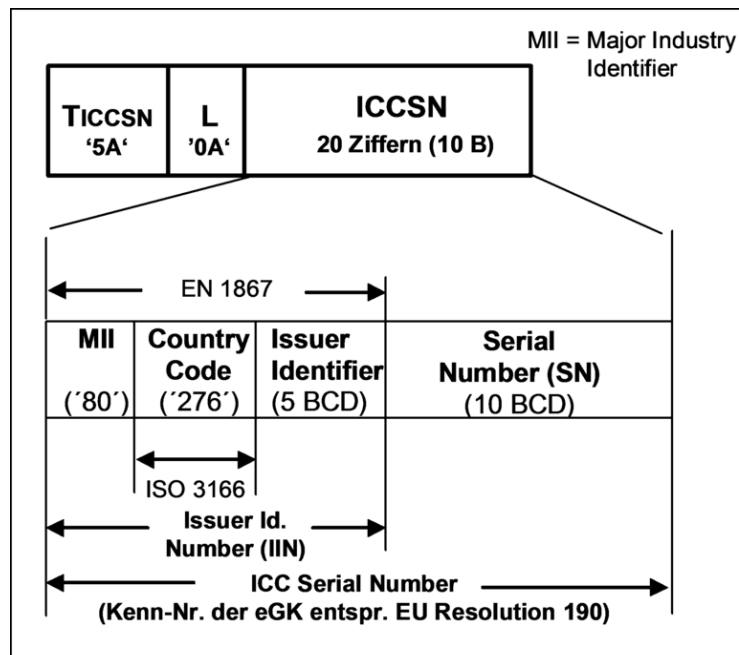 MII = Major Industry
Identifier
TICCSN
‘5A‘
L
’0A‘
ICCSN
20 Ziffern (10 B)
EN 1867
MII
(´80´)
Country
Code
(´276´)
Issuer
Identifier
(5 BCD)
Serial
Number (SN)
(10 BCD)
ISO 3166
Issuer Id.
Number (IIN)
ICC Serial Number
(Kenn-Nr. der eGK entspr. EU Resolution 190)